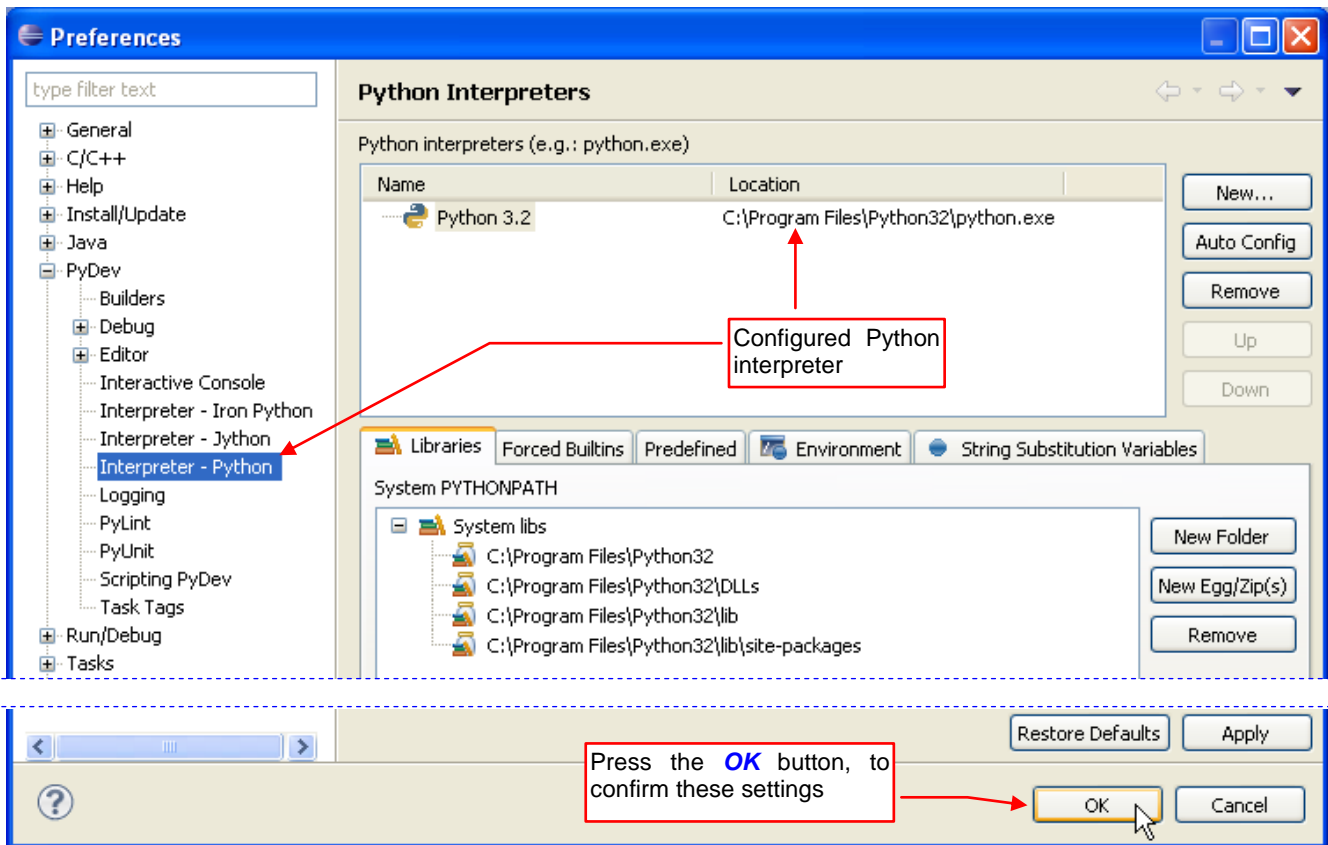 Preferences
type filter text
General
C/C++
Help
Install/Update
Java
PyDev
Builders
Debug
Editor
Interactive Console
Interpreter - Iron Python
Interpreter - Jython
Interpreter - Python
Logging
PyLint
PyUnit
Scripting PyDev
Task Tags
Run/Debug
Tasks
Python Interpreters
Python interpreters (e.g.: python.exe)
Name Location
Python 3.2 C:\Program Files\Python32\python.exe
New...
Auto Config
Remove
Up
Down
Configured Python
interpreter
Libraries Forced Builtins Predefined Environment String Substitution Variables
System PYTHONPATH
System libs
C:\Program Files\Python32
C:\Program Files\Python32\DLLs
C:\Program Files\Python32\lib
C:\Program Files\Python32\lib\site-packages
New Folder
New Egg/Zip(s)
Remove
Restore Defaults Apply
Press the OK button, to
confirm these settings
OK Cancel